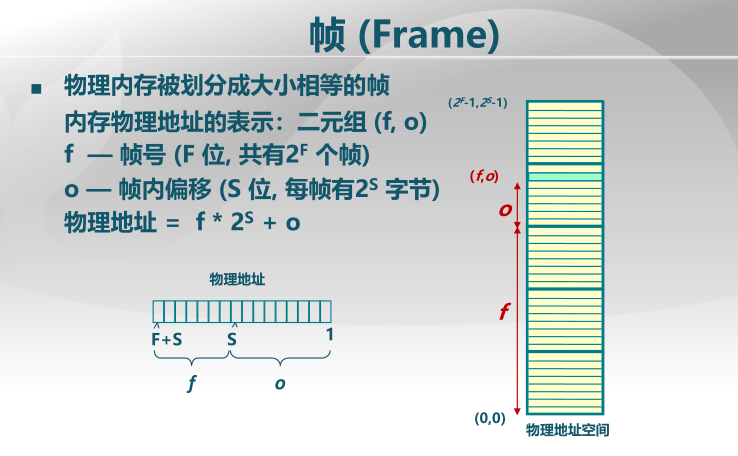 帧 (Frame)
物理内存被划分成大小相等的帧
内存物理地址的表示：二元组 (f, o)
f — 帧号 (F 位, 共有2^F 个帧)
o — 帧内偏移 (S 位, 每帧有2^S 字节)
物理地址 = f * 2^S + o
物理地址
F+S S 1
f o
(2^F-1,2^S-1)
(f,o)
o
f
(0,0)
物理地址空间